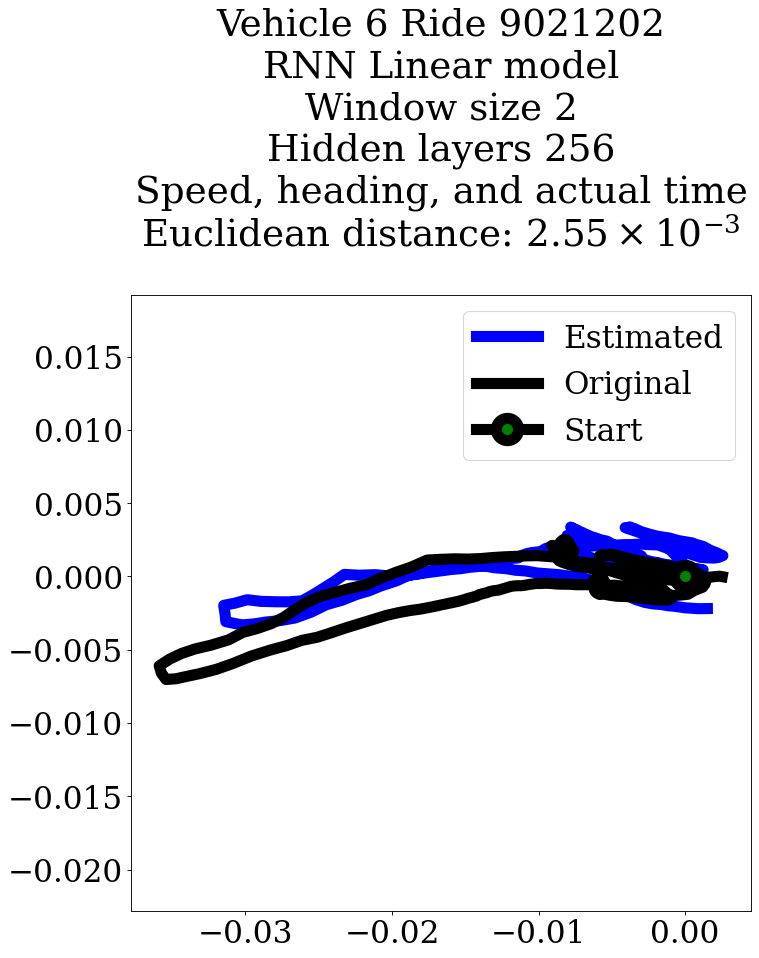 Vehicle 6 Ride 9021202
RNN Linear model
Window size 2
Hidden layers 256
Speed, heading, and actual time
Euclidean distance: 2.55 × 10⁻³
Estimated
Original
Start
0.015
0.010
0.005
0.000
−0.005
−0.010
−0.015
−0.020
−0.03
−0.02
−0.01
0.00